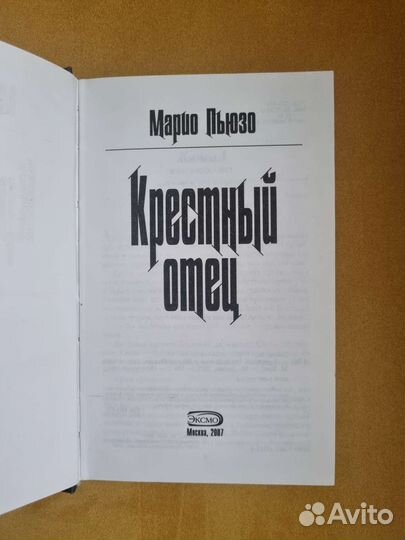 Марио Пьюзо
Крестный
отец
ЭКСМО
Москва, 2007
Avito